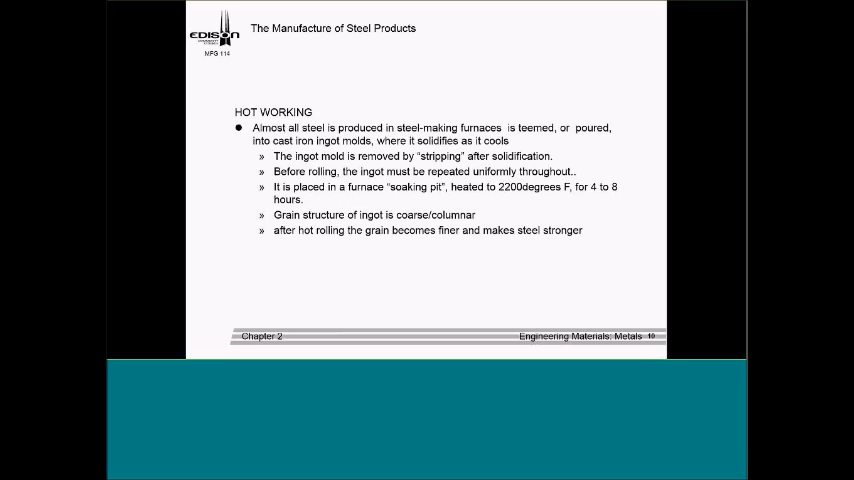 EDISON
MFG 114
The Manufacture of Steel Products
HOT WORKING
● Almost all steel is produced in steel-making furnaces is teemed, or poured,
into cast iron ingot molds, where it solidifies as it cools
» The ingot mold is removed by “stripping” after solidification.
» Before rolling, the ingot must be repeated uniformly throughout..
» It is placed in a furnace “soaking pit”, heated to 2200degrees F, for 4 to 8
hours.
» Grain structure of ingot is coarse/columnar
» after hot rolling the grain becomes finer and makes steel stronger
Chapter 2
Engineering Materials: Metals 10